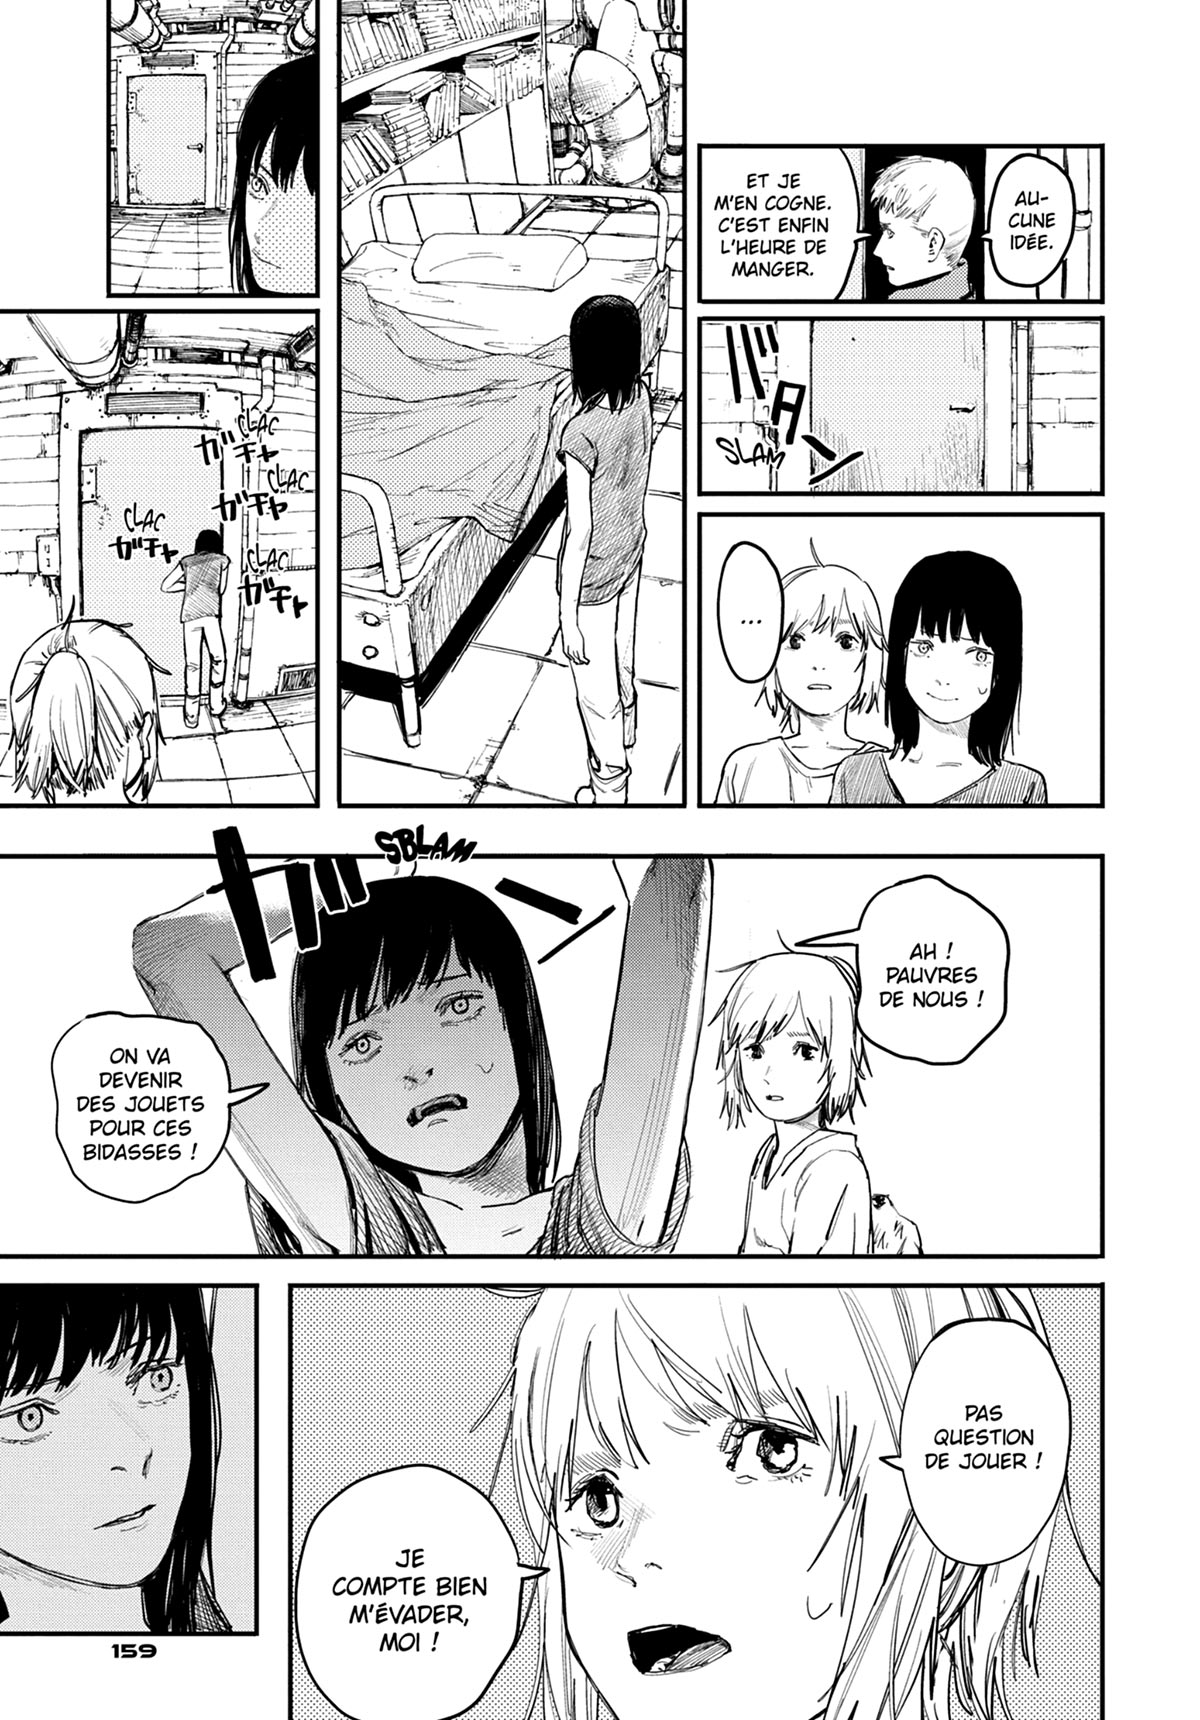 AU-
CUNE
IDÉE.
ET JE
M'EN COGNE.
C'EST ENFIN
L'HEURE DE
MANGER.
バタン
SLAM
...
CLAC
ガチャ
CLAC
ガチャ
CLAC
ガチャ
CLAC
ガチャ
AH !
PAUVRES
DE NOUS !
SBLAM
ガーン
ON VA
DEVENIR
DES JOUETS
POUR CES
BIDASSES !
PAS
QUESTION
DE JOUER !
JE
COMPTE BIEN
M'ÉVADER,
MOI !
159